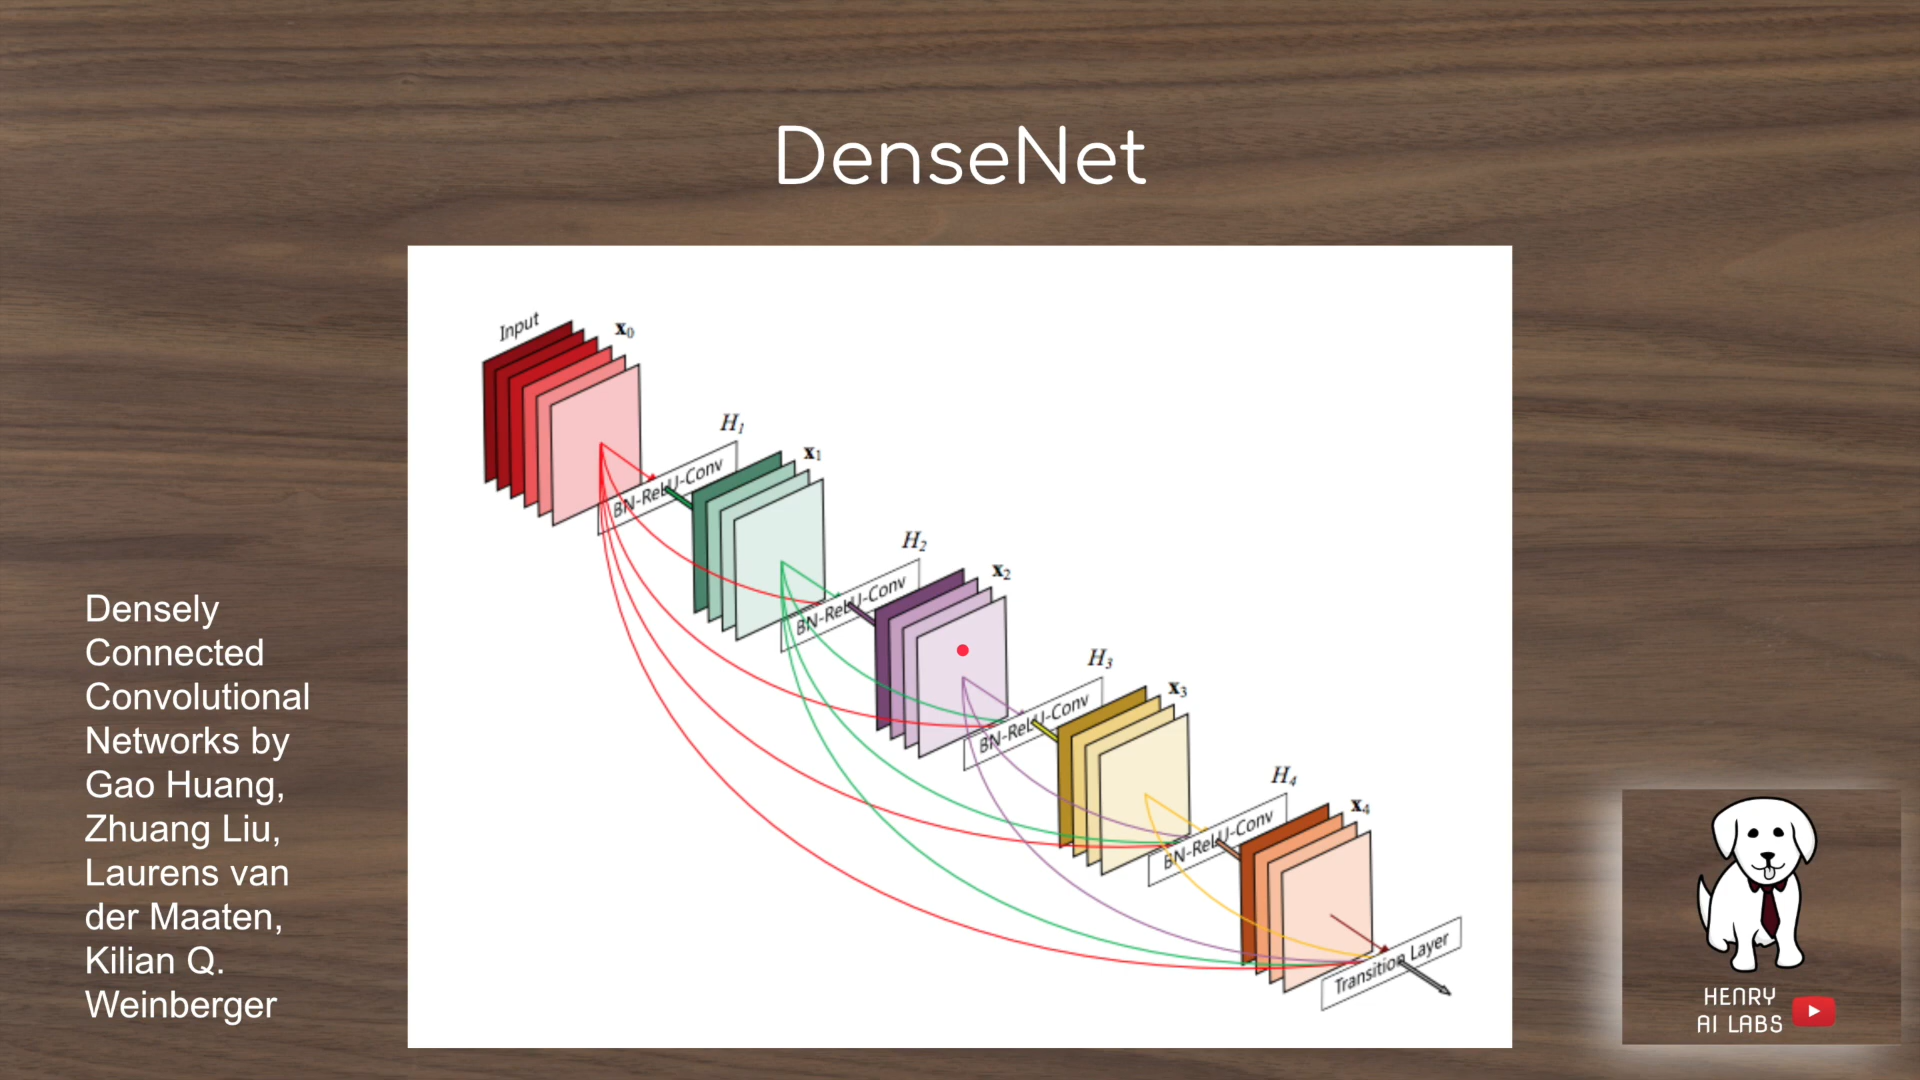 DenseNet
Input
x₀
H₁
BN-ReLU-Conv
x₁
H₂
BN-ReLU-Conv
x₂
H₃
BN-ReLU-Conv
x₃
H₄
BN-ReLU-Conv
x₄
Transition Layer
Densely
Connected
Convolutional
Networks by
Gao Huang,
Zhuang Liu,
Laurens van
der Maaten,
Kilian Q.
Weinberger
HENRY
AI LABS